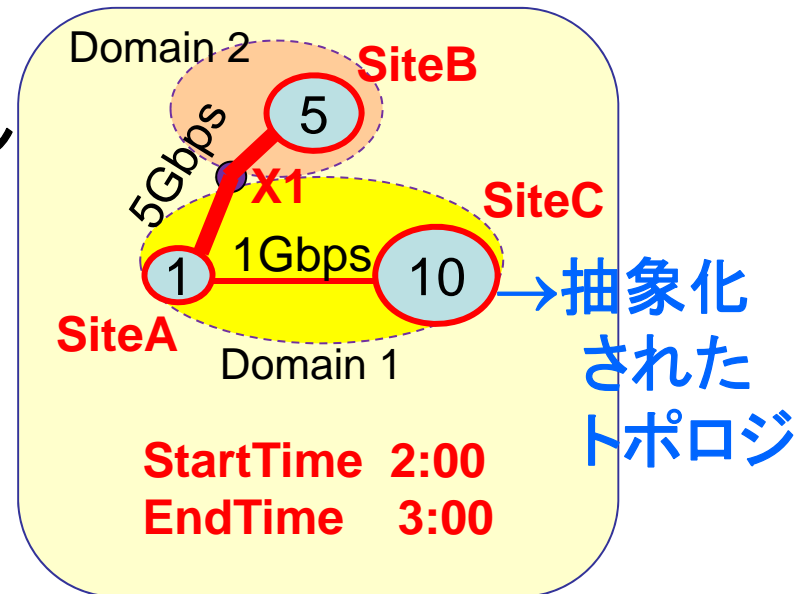 Domain 2
SiteB
5
5Gbps
X1
SiteC
1Gbps
1
10
SiteA
Domain 1
→抽象化
された
トポロジ
StartTime 2:00
EndTime 3:00